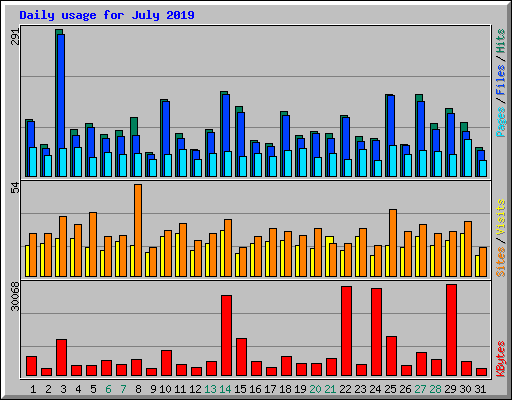 Daily usage for July 2019
291
Pages / Files / Hits
54
Sites / Visits
30068
KBytes
1 2 3 4 5 6 7 8 9 10 11 12 13 14 15 16 17 18 19 20 21 22 23 24 25 26 27 28 29 30 31